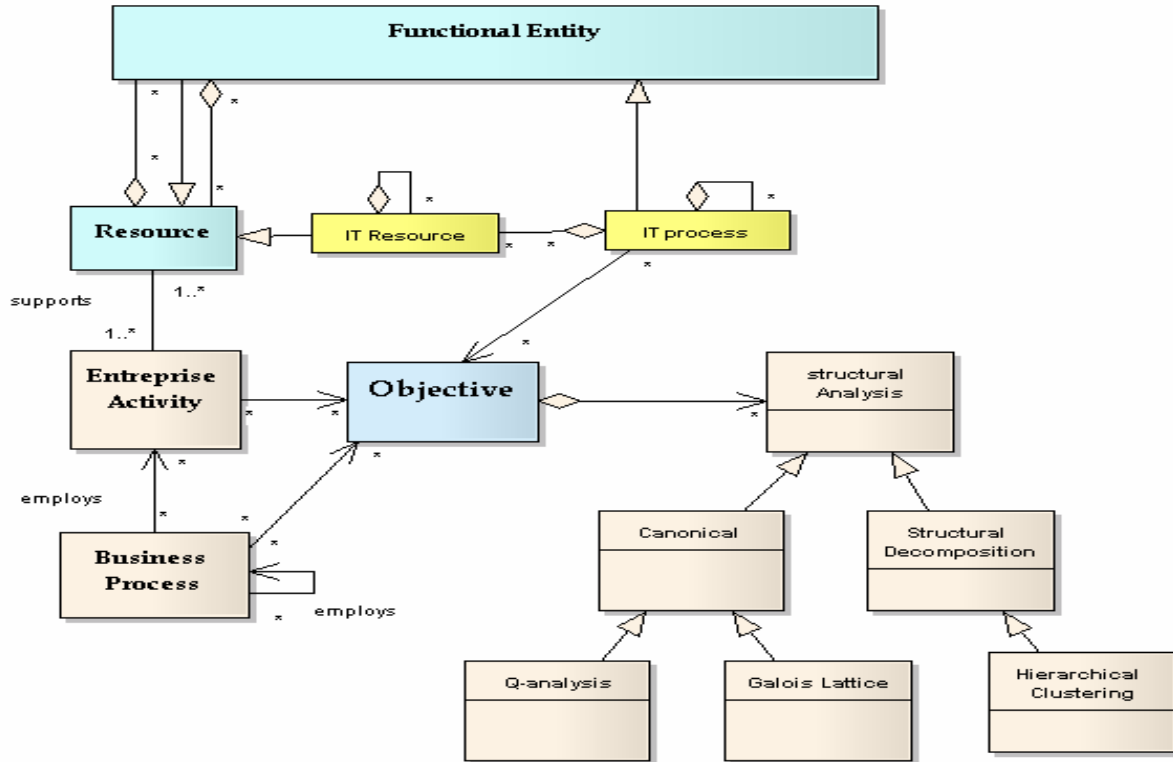 Functional Entity
*
*
*
*
Resource
IT Resource
*
IT process
*
*
*
*
supports
1..*
1..*
*
Entreprise
Activity
Objective
structural
Analysis
*
*
*
*
*
employs
*
*
*
Business
Process
*
employs
Canonical
Structural
Decomposition
Q-analysis
Galois Lattice
Hierarchical
Clustering